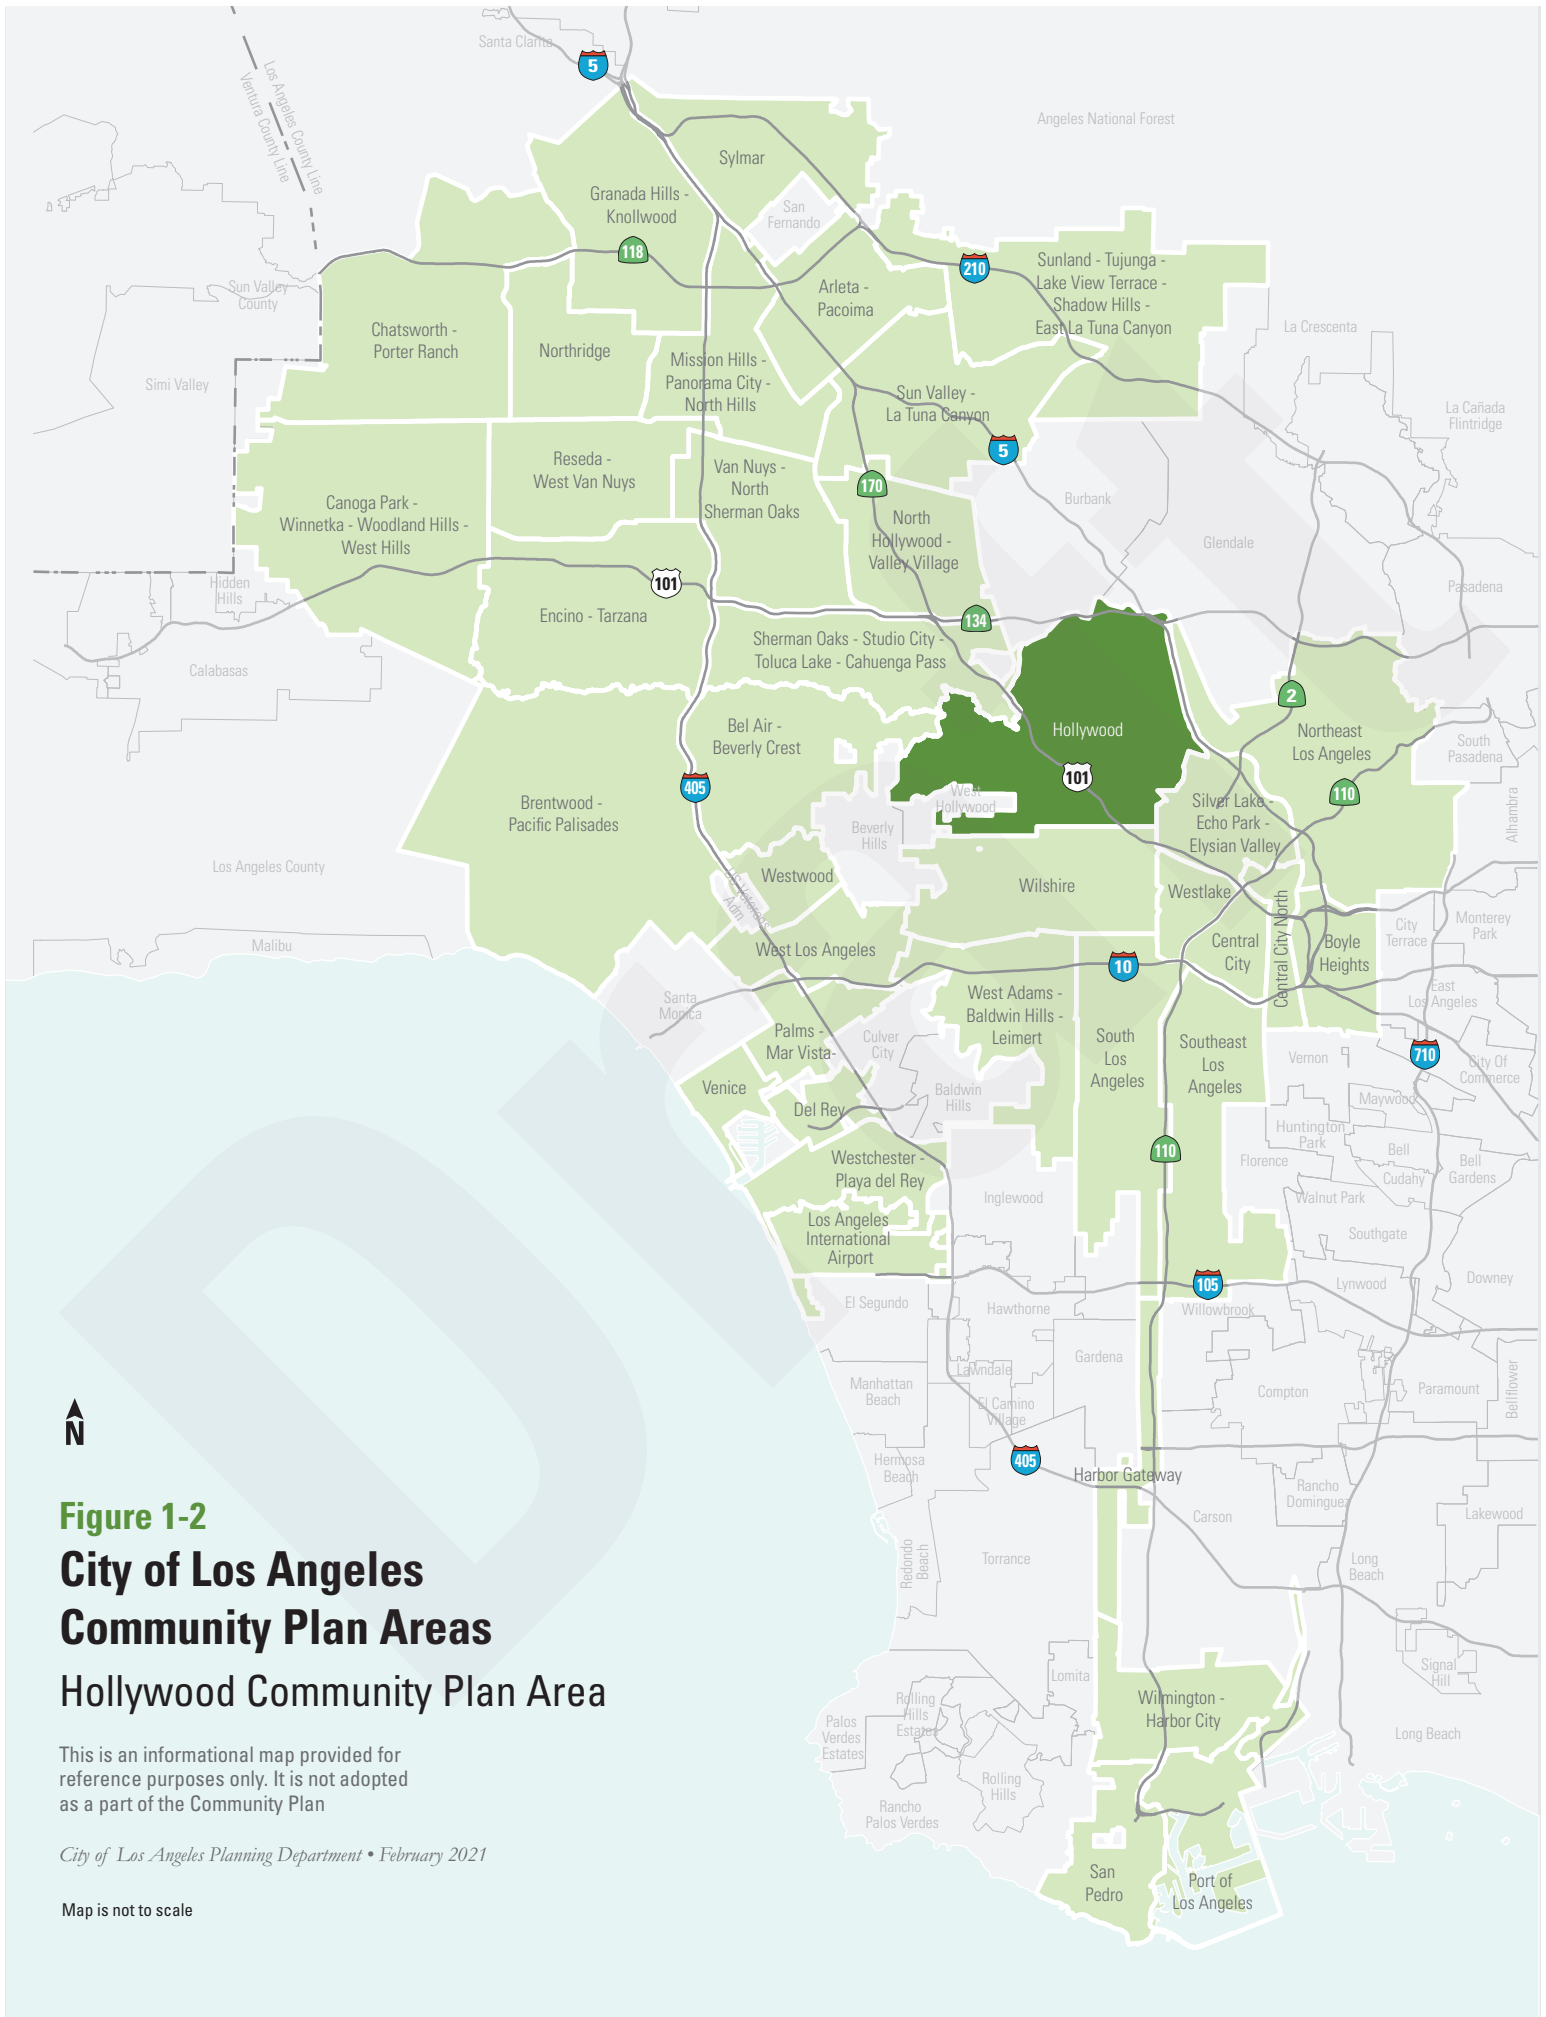 Santa Clarita
5
Los Angeles County Line
Ventura County Line
Angeles National Forest
Sylmar
Granada Hills -
Knollwood
San
Fernando
118
210
Sunland - Tujunga -
Lake View Terrace -
Shadow Hills -
East La Tuna Canyon
Sun Valley
County
Arleta -
Pacoima
Chatsworth -
Porter Ranch
Northridge
La Crescenta
Simi Valley
Mission Hills -
Panorama City -
North Hills
Sun Valley -
La Tuna Canyon
La Cañada
Flintridge
5
Reseda -
West Van Nuys
Van Nuys -
North
Sherman Oaks
170
Burbank
Canoga Park -
Winnetka - Woodland Hills -
West Hills
North
Hollywood -
Valley Village
Glendale
Hidden
Hills
101
Pasadena
Encino - Tarzana
134
Sherman Oaks - Studio City -
Toluca Lake - Cahuenga Pass
Calabasas
2
Bel Air -
Beverly Crest
Hollywood
Northeast
Los Angeles
South
Pasadena
101
405
110
Brentwood -
Pacific Palisades
West
Hollywood
Silver Lake -
Echo Park -
Elysian Valley
Alhambra
Beverly
Hills
Los Angeles County
Westwood
US Veterans
Adm
Wilshire
Westlake
Malibu
West Los Angeles
Central
City
Central City North
Boyle
Heights
City
Terrace
Monterey
Park
10
Santa
Monica
West Adams -
Baldwin Hills -
Leimert
East
Los Angeles
Palms -
Mar Vista-
Culver
City
South
Los
Angeles
Southeast
Los
Angeles
Vernon
710
City Of
Commerce
Venice
Del Rey
Baldwin
Hills
Maywood
Huntington
Park
110
Westchester -
Playa del Rey
Florence
Bell
Cudahy
Bell
Gardens
Inglewood
Walnut Park
Los Angeles
International
Airport
Southgate
105
Lynwood
Downey
El Segundo
Hawthorne
Willowbrook
Gardena
Lawndale
Manhattan
Beach
El Camino
Village
Compton
Paramount
Bellflower
N
Hermosa
Beach
405
Harbor Gateway
Rancho
Dominguez
Carson
Lakewood
Redondo
Beach
Torrance
Long
Beach
Figure 1-2
City of Los Angeles
Community Plan Areas
Hollywood Community Plan Area
Lomita
Signal
Hill
Rolling
Hills
Estates
Wilmington -
Harbor City
Palos
Verdes
Estates
Long Beach
This is an informational map provided for
reference purposes only. It is not adopted
as a part of the Community Plan
Rolling
Hills
Rancho
Palos Verdes
City of Los Angeles Planning Department • February 2021
San
Pedro
Port of
Los Angeles
Map is not to scale